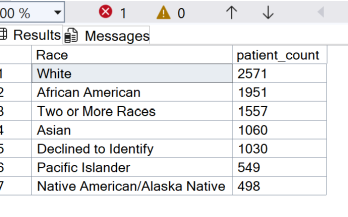 00 % 1 0
Results Messages
Race patient_count
1 White 2571
2 African American 1951
3 Two or More Races 1557
4 Asian 1060
5 Declined to Identify 1030
6 Pacific Islander 549
7 Native American/Alaska Native 498